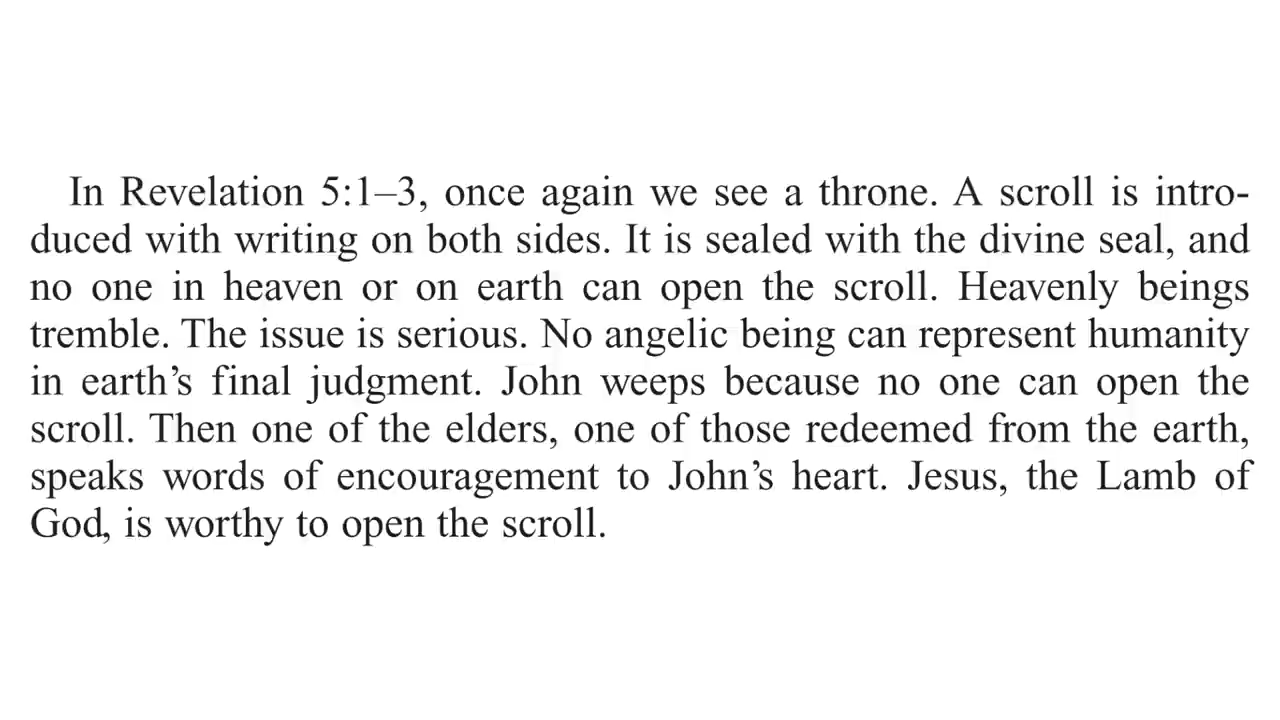 In Revelation 5:1–3, once again we see a throne. A scroll is intro-
duced with writing on both sides. It is sealed with the divine seal, and
no one in heaven or on earth can open the scroll. Heavenly beings
tremble. The issue is serious. No angelic being can represent humanity
in earth’s final judgment. John weeps because no one can open the
scroll. Then one of the elders, one of those redeemed from the earth,
speaks words of encouragement to John’s heart. Jesus, the Lamb of
God, is worthy to open the scroll.